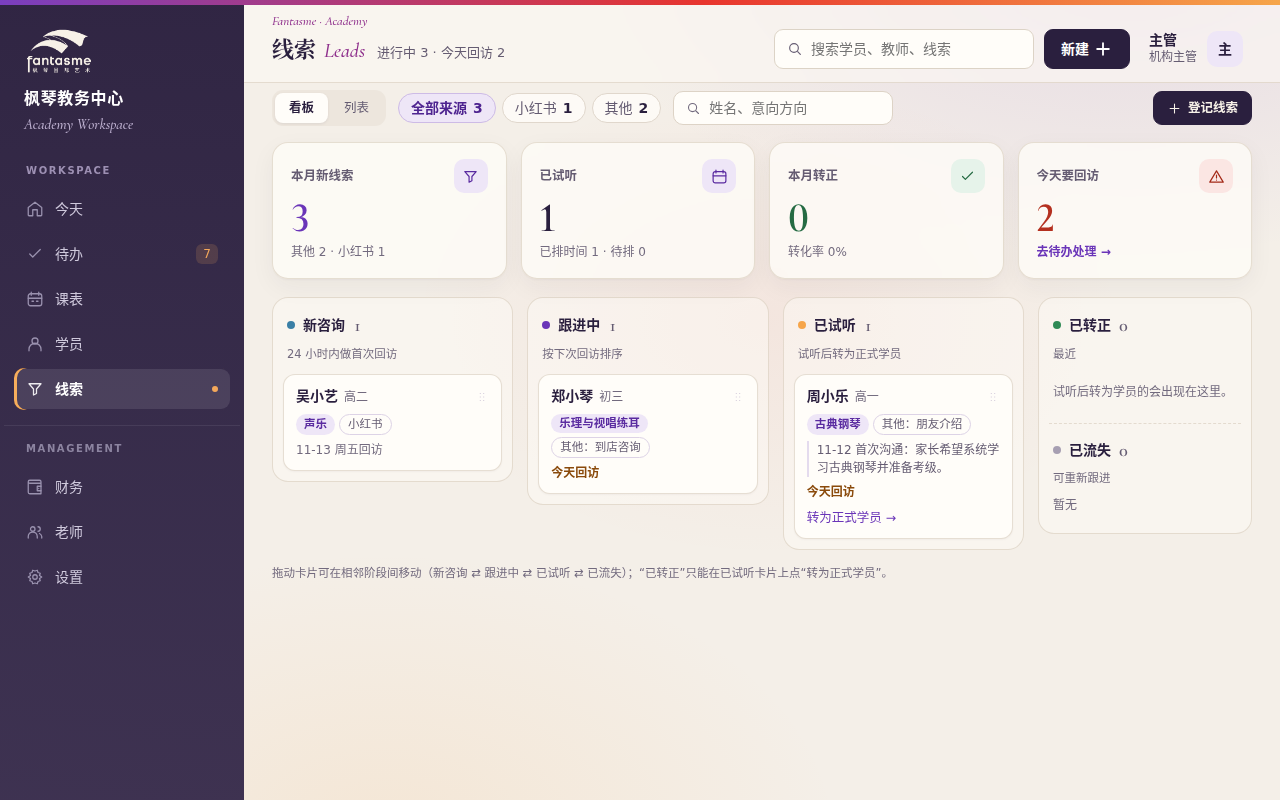 fantasme
枫琴教务中心
Academy Workspace
WORKSPACE
今天
待办 7
课表
学员
线索
MANAGEMENT
财务
老师
设置
Fantasme · Academy
线索 Leads 进行中 3 · 今天回访 2
搜索学员、教师、线索
新建
主管
机构主管
主
看板 列表 全部来源 3 小红书 1 其他 2 姓名、意向方向 登记线索
本月新线索
3
其他 2 · 小红书 1
已试听
1
已排时间 1 · 待排 0
本月转正
0
转化率 0%
今天要回访
2
去待办处理 →
新咨询 1
24 小时内做首次回访
吴小艺 高二
声乐 小红书
11-13 周五回访
跟进中 1
按下次回访排序
郑小琴 初三
乐理与视唱练耳
其他：到店咨询
今天回访
已试听 1
试听后转为正式学员
周小乐 高一
古典钢琴 其他：朋友介绍
11-12 首次沟通：家长希望系统学
习古典钢琴并准备考级。
今天回访
转为正式学员 →
已转正 0
最近
试听后转为学员的会出现在这里。
已流失 0
可重新跟进
暂无
拖动卡片可在相邻阶段间移动（新咨询 ⇄ 跟进中 ⇄ 已试听 ⇄ 已流失）；“已转正”只能在已试听卡片上点“转为正式学员”。